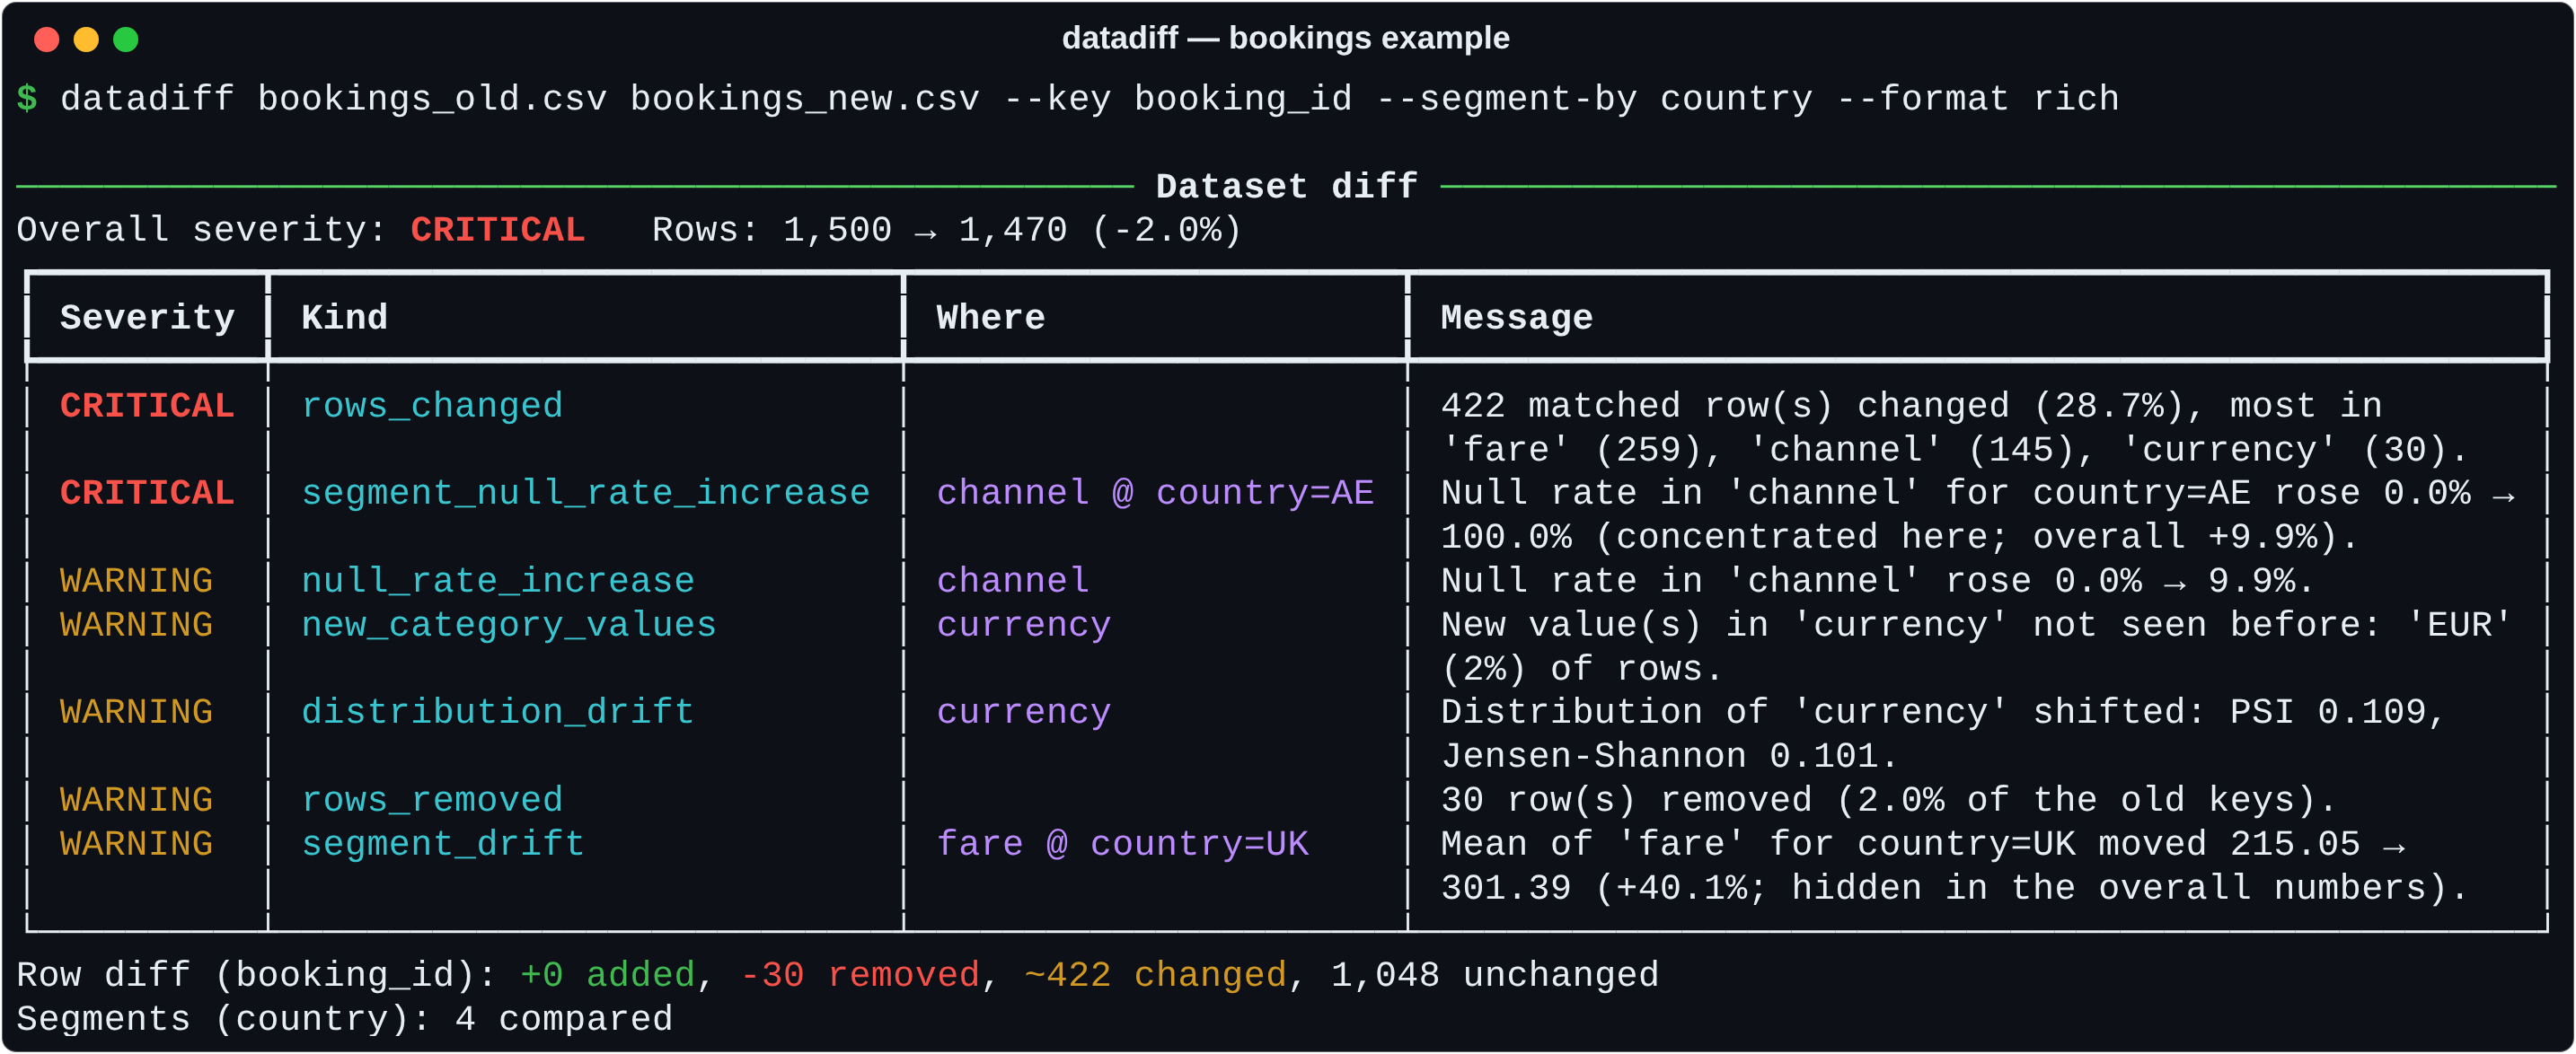 datadiff — bookings example
$ datadiff bookings_old.csv bookings_new.csv --key booking_id --segment-by country --format rich
Dataset diff
Overall severity: CRITICAL   Rows: 1,500 → 1,470 (-2.0%)
Severity Kind Where Message
CRITICAL rows_changed 422 matched row(s) changed (28.7%), most in
'fare' (259), 'channel' (145), 'currency' (30).
CRITICAL segment_null_rate_increase channel @ country=AE Null rate in 'channel' for country=AE rose 0.0% →
100.0% (concentrated here; overall +9.9%).
WARNING null_rate_increase channel Null rate in 'channel' rose 0.0% → 9.9%.
WARNING new_category_values currency New value(s) in 'currency' not seen before: 'EUR'
(2%) of rows.
WARNING distribution_drift currency Distribution of 'currency' shifted: PSI 0.109,
Jensen-Shannon 0.101.
WARNING rows_removed 30 row(s) removed (2.0% of the old keys).
WARNING segment_drift fare @ country=UK Mean of 'fare' for country=UK moved 215.05 →
301.39 (+40.1%; hidden in the overall numbers).
Row diff (booking_id): +0 added, -30 removed, ~422 changed, 1,048 unchanged
Segments (country): 4 compared